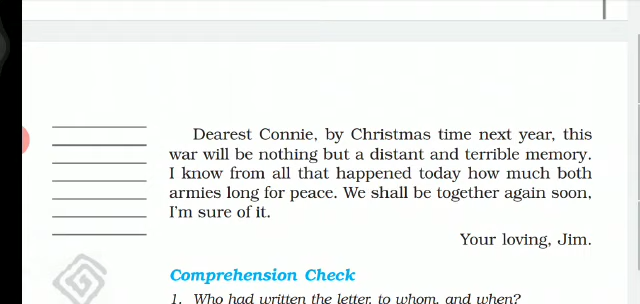 Dearest Connie, by Christmas time next year, this
war will be nothing but a distant and terrible memory.
I know from all that happened today how much both
armies long for peace. We shall be together again soon,
I'm sure of it.
Your loving, Jim.
Comprehension Check
1. Who had written the letter, to whom, and when?